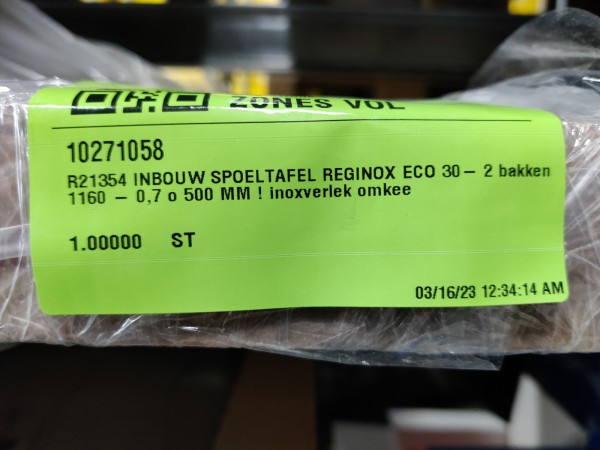 ZONES VOL
10271058
R21354 INBOUW SPOELTAFEL REGINOX ECO 30 – 2 bakken
1160 – 0,7 o 500 MM ! inoxverlek omkee
1.00000 ST
03/16/23 12:34:14 AM